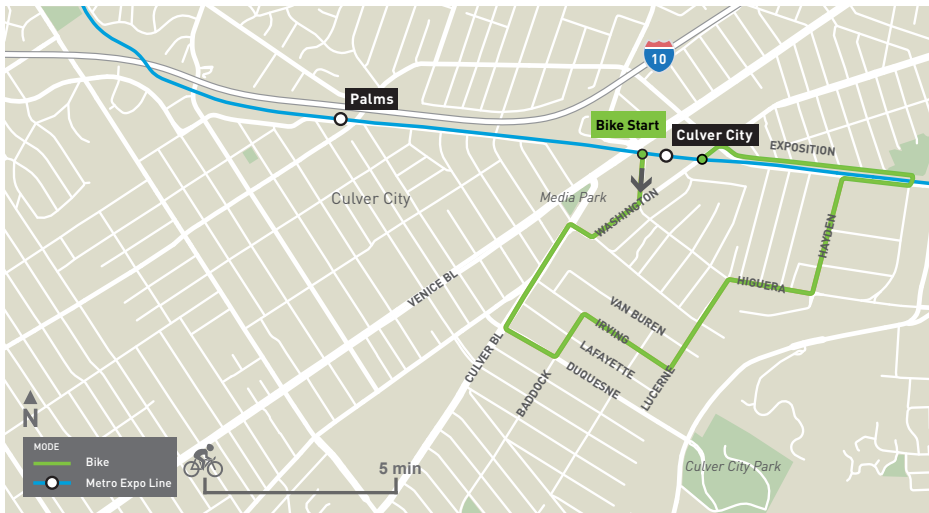 10
Palms
Bike Start
Culver City
EXPOSITION
Culver City
Media Park
WASHINGTON
HAYDEN
VENICE BL
HIGUERA
VAN BUREN
IRVING
CULVER BL
LAFAYETTE
DUQUESNE
BADDOCK
LUCERNE
N
MODE
Bike
Metro Expo Line
5 min
Culver City Park